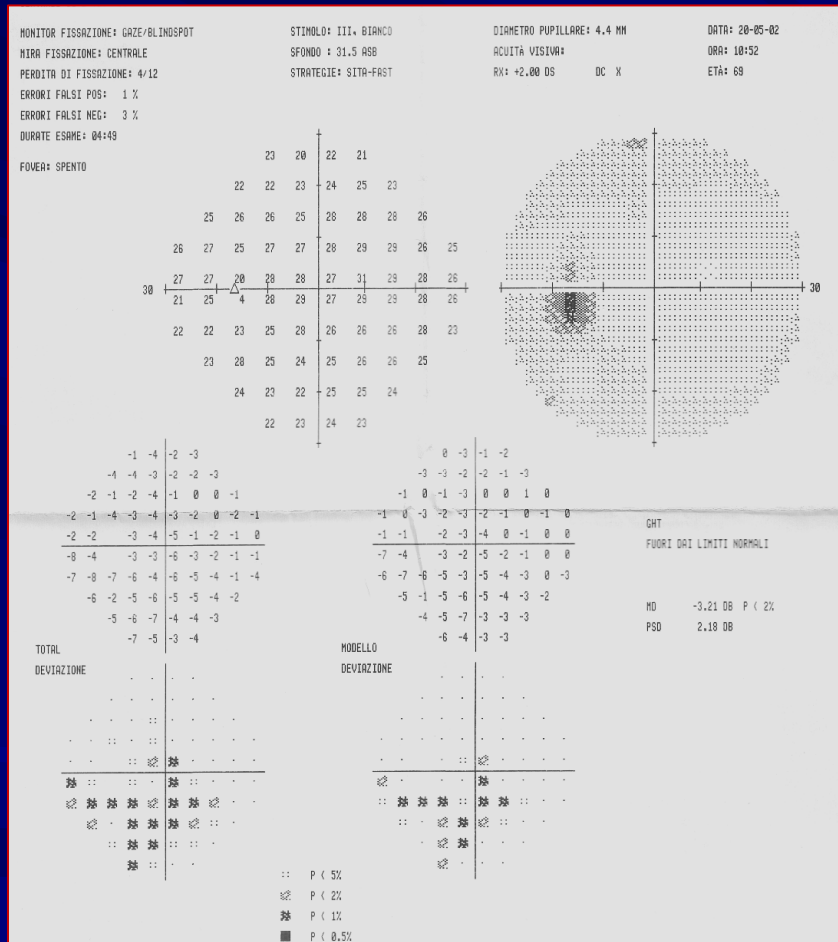 MONITOR FISSAZIONE: GAZE/BLINDSPOT
MIRA FISSAZIONE: CENTRALE
PERDITA DI FISSAZIONE: 4/12
ERRORI FALSI POS: 1 %
ERRORI FALSI NEG: 3 %
DURATE ESAME: 04:49
FOVEA: SPENTO
STIMOLO: III, BIANCO
SFONDO : 31.5 ASB
STRATEGIE: SITA-FAST
DIAMETRO PUPILLARE: 4.4 MM
ACUITÀ VISIVA:
RX: +2.00 DS DC X
DATA: 20-05-02
ORA: 10:52
ETÀ: 69
23 20 22 21
22 22 23 24 25 23
25 26 26 25 28 28 28 26
26 27 25 27 27 28 29 29 26 25
30 27 27 20 28 28 27 31 29 28 26 30
21 25 4 28 29 27 29 29 28 26
22 22 23 25 28 26 26 26 28 23
23 28 25 24 25 26 26 25
24 23 22 25 25 24
22 23 24 23
-1 -4 -2 -3
-4 -4 -3 -2 -2 -3
-2 -1 -2 -4 -1 0 0 -1
-2 -1 -4 -3 -4 -3 -2 0 -2 -1
-2 -2 -3 -4 -5 -1 -2 -1 0
-8 -4 -3 -3 -6 -3 -2 -1 -1
-7 -8 -7 -6 -4 -6 -5 -4 -1 -4
-6 -2 -5 -6 -5 -5 -4 -2
-5 -6 -7 -4 -4 -3
-7 -5 -3 -4
TOTAL
DEVIAZIONE
0 -3 -1 -2
-3 -3 -2 -2 -1 -3
-1 0 -1 -3 0 0 1 0
-1 0 -3 -2 -3 -2 -1 0 -1 0
-1 -1 -2 -3 -4 0 -1 0 0
-7 -4 -3 -2 -5 -2 -1 0 0
-6 -7 -6 -5 -3 -5 -4 -3 0 -3
-5 -1 -5 -6 -5 -4 -3 -2
-4 -5 -7 -3 -3 -3
-6 -4 -3 -3
MODELLO
DEVIAZIONE
GHT
FUORI DAI LIMITI NORMALI
MD -3.21 DB P < 2%
PSD 2.18 DB
:: P < 5%
P < 2%
P < 1%
P < 0.5%